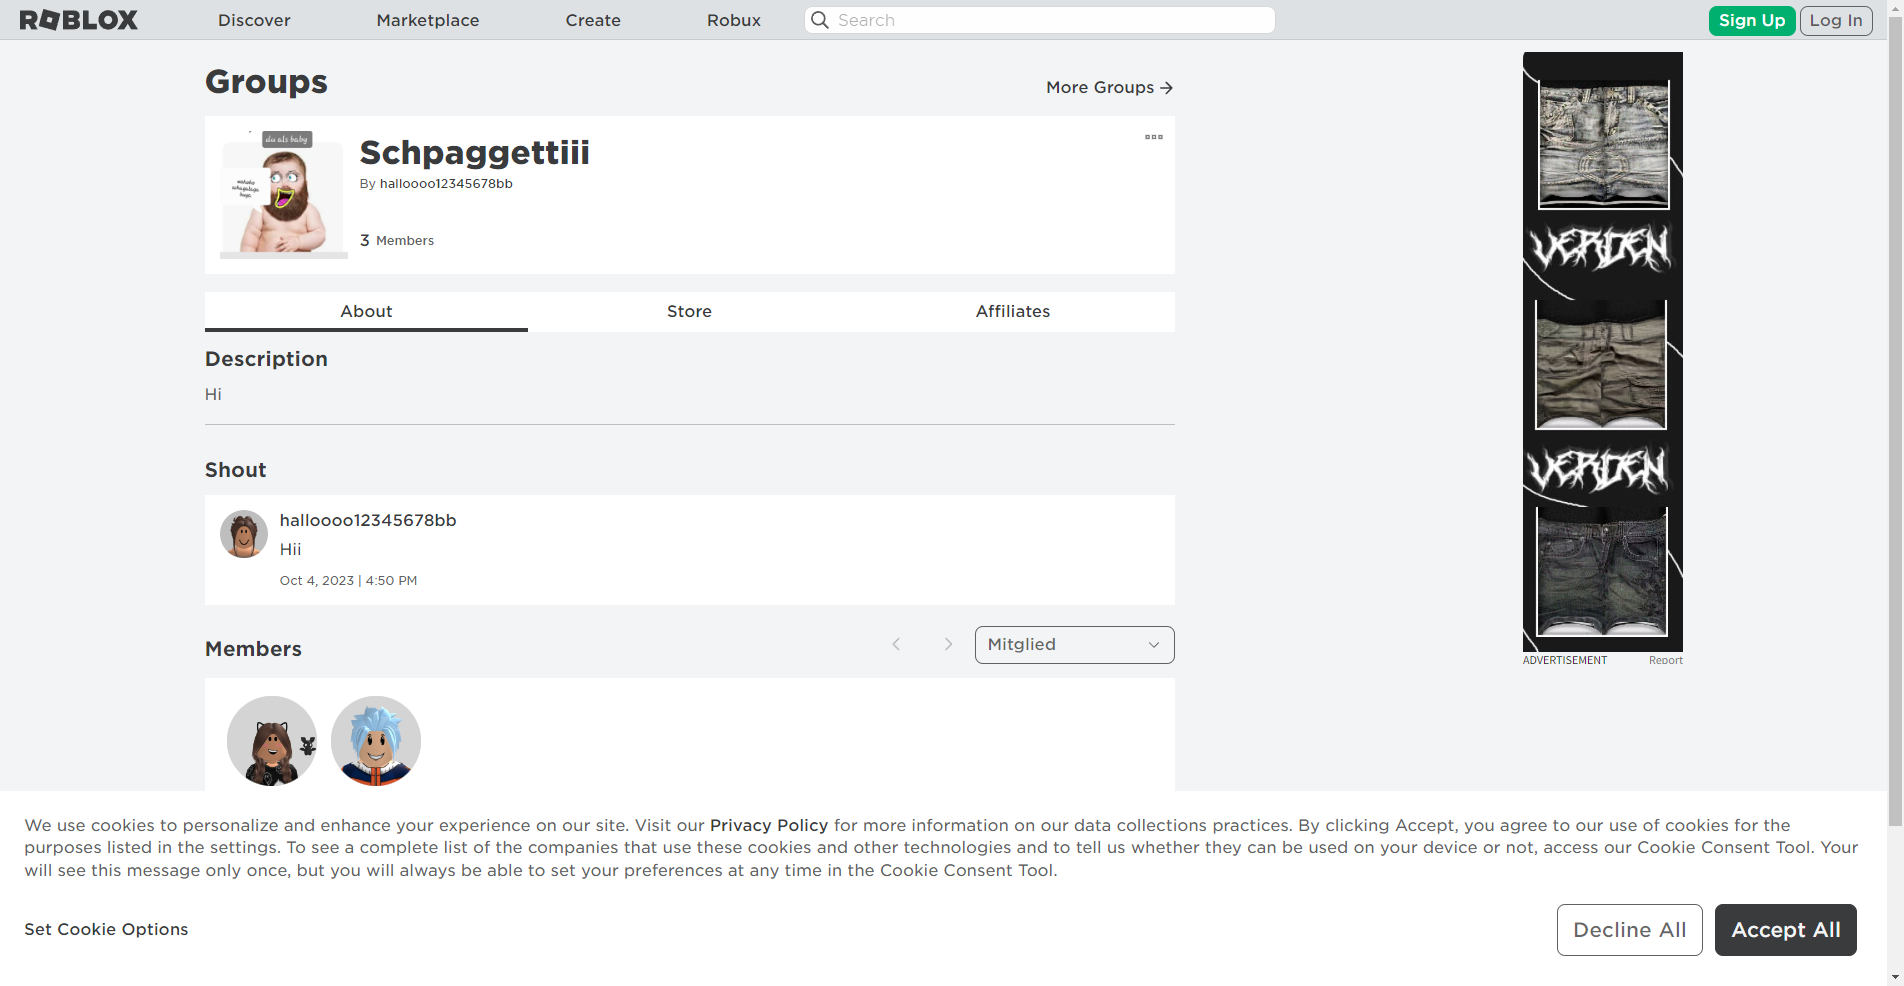 ROBLOX
Discover
Marketplace
Create
Robux
Search
Sign Up
Log In
Groups
More Groups →
du als baby
Schpaggettiii
By halloooo12345678bb
3 Members
About
Store
Affiliates
Description
Hi
Shout
halloooo12345678bb
Hii
Oct 4, 2023 | 4:50 PM
Members
Mitglied
VERDEN
VERDEN
ADVERTISEMENT
Report
We use cookies to personalize and enhance your experience on our site. Visit our Privacy Policy for more information on our data collections practices. By clicking Accept, you agree to our use of cookies for the
purposes listed in the settings. To see a complete list of the companies that use these cookies and other technologies and to tell us whether they can be used on your device or not, access our Cookie Consent Tool. Your
will see this message only once, but you will always be able to set your preferences at any time in the Cookie Consent Tool.
Set Cookie Options
Decline All
Accept All